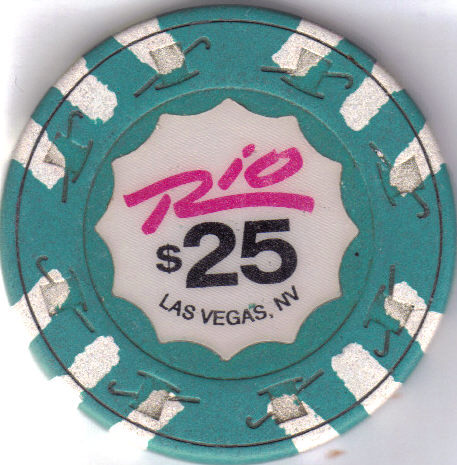 Rio
$25
LAS VEGAS, NV